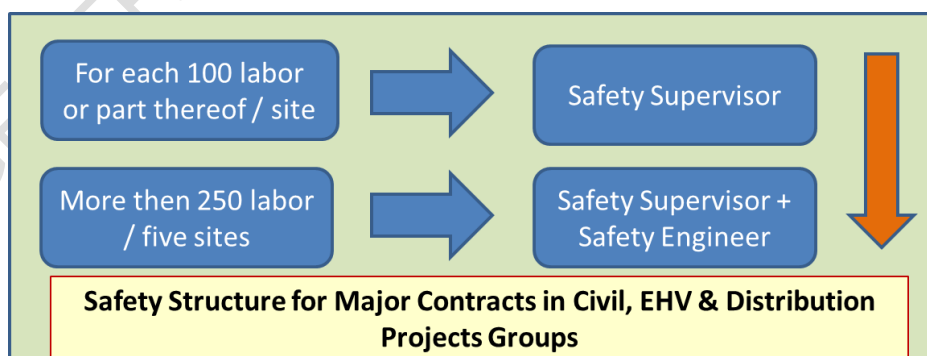 For each 100 labor
or part thereof / site
Safety Supervisor
More then 250 labor
/ five sites
Safety Supervisor +
Safety Engineer
Safety Structure for Major Contracts in Civil, EHV & Distribution
Projects Groups